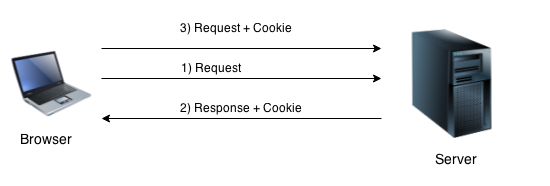 3) Request + Cookie
1) Request
2) Response + Cookie
Browser
Server